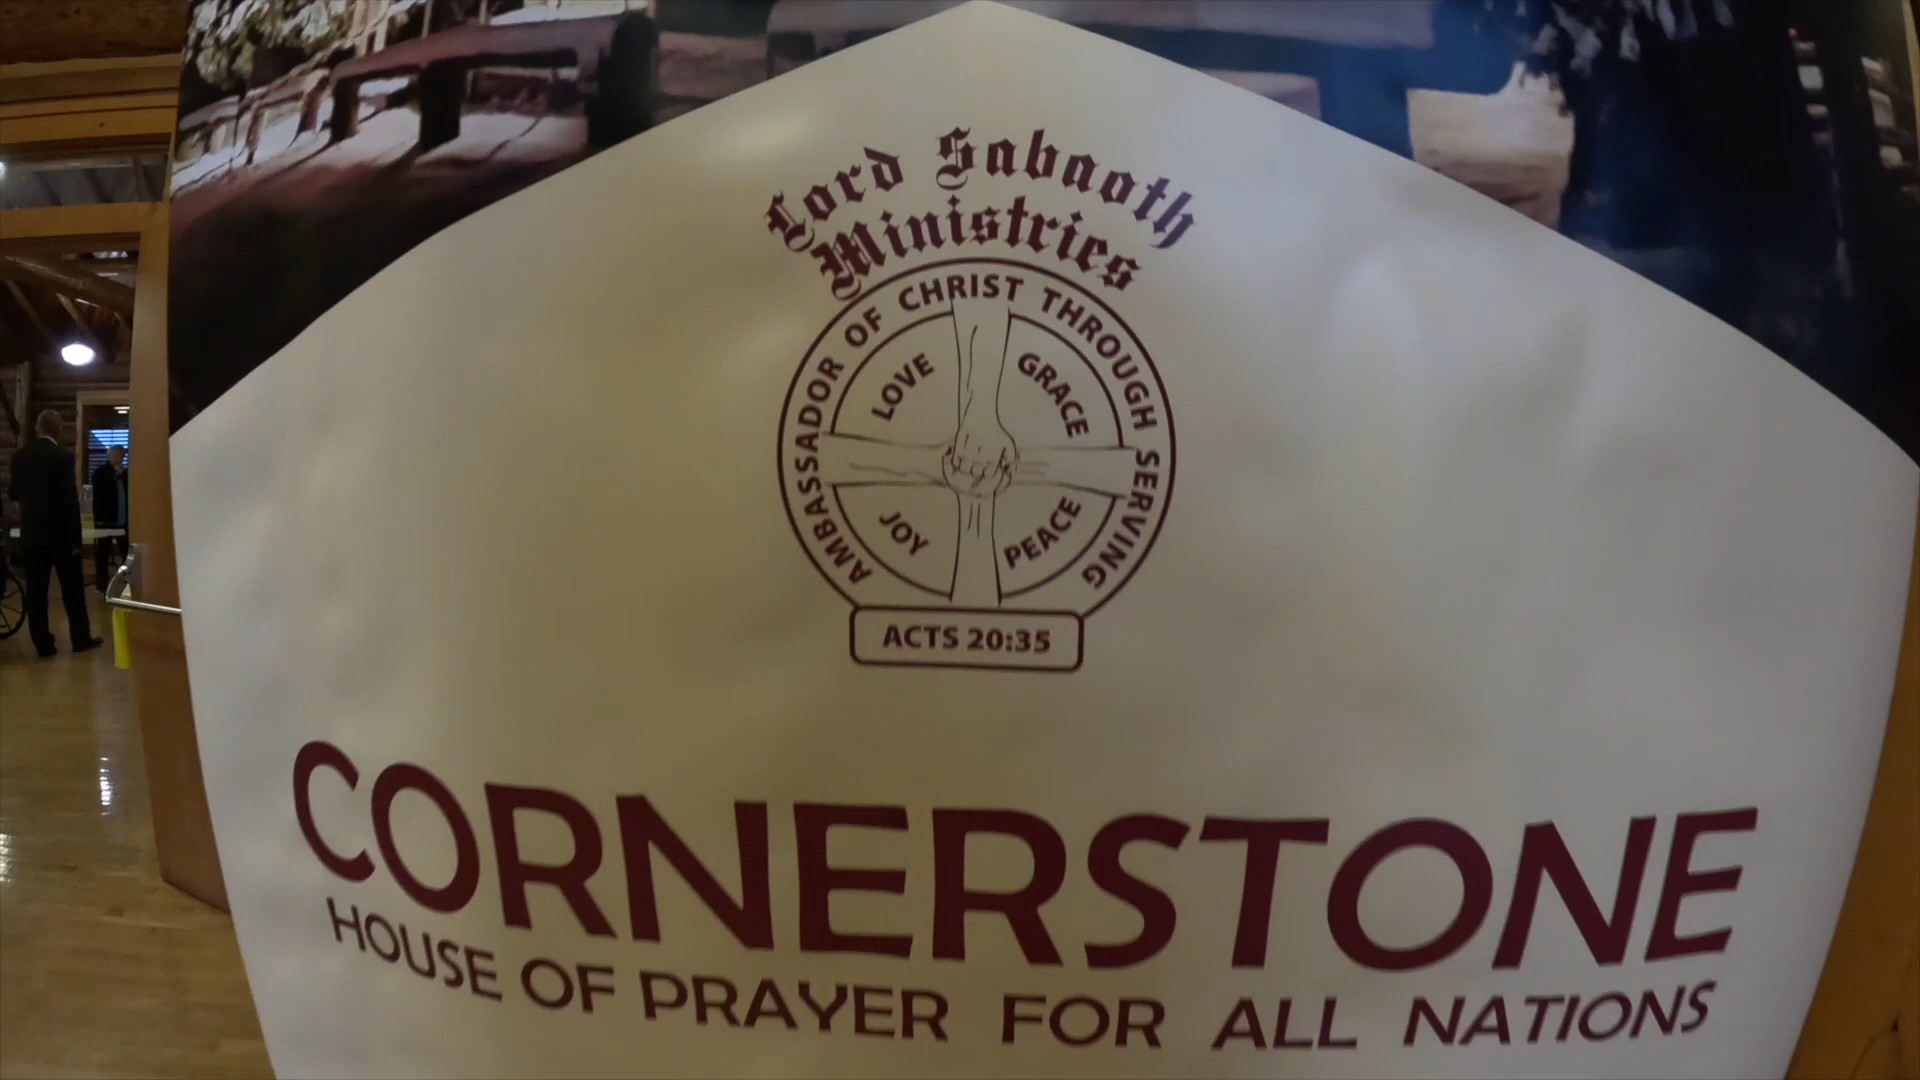 Lord Sabaoth
Ministries
AMBASSADOR OF CHRIST THROUGH SERVING
LOVE
GRACE
JOY
PEACE
ACTS 20:35
CORNERSTONE
HOUSE OF PRAYER FOR ALL NATIONS